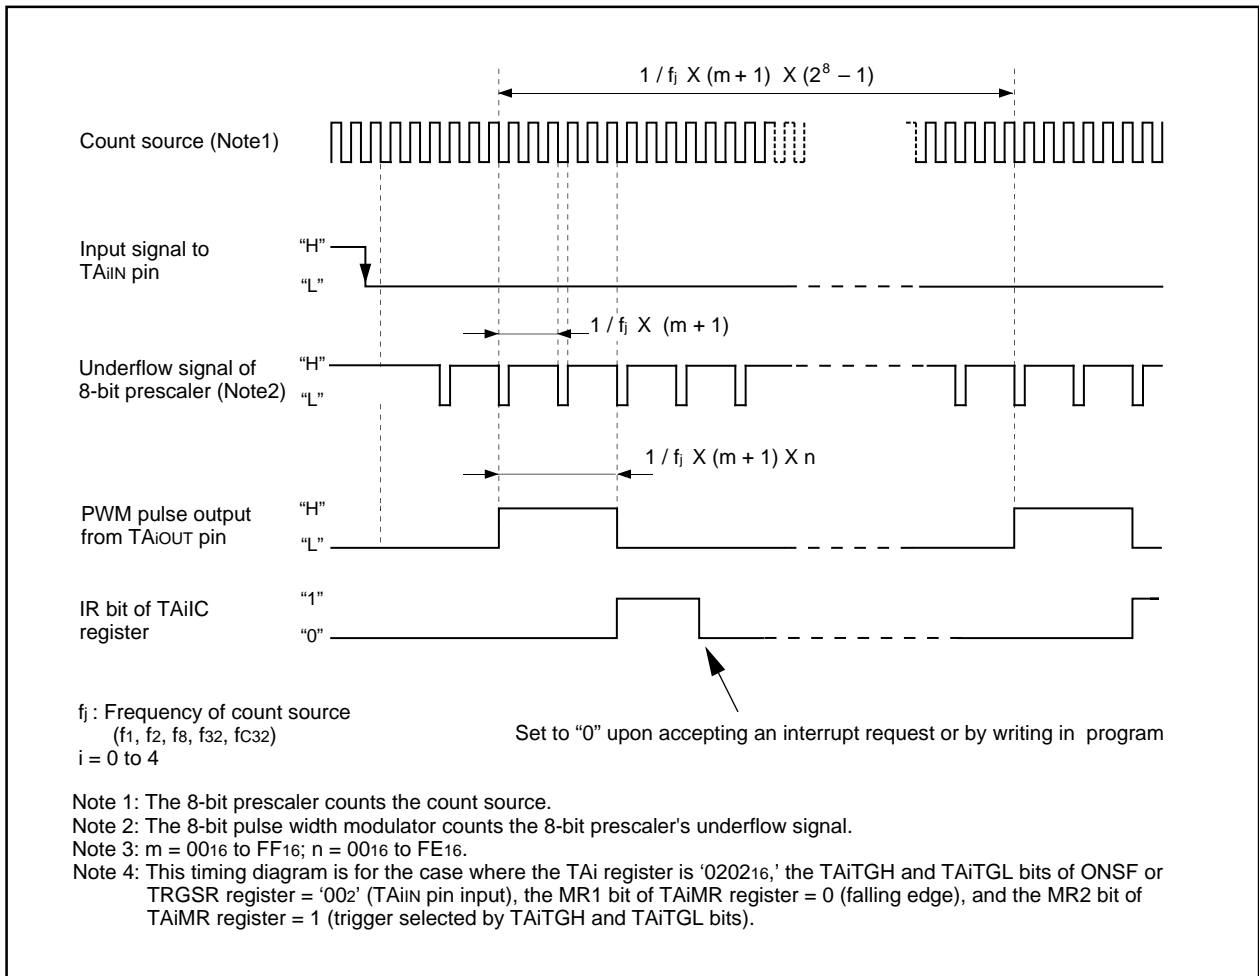 1 / fj X (m + 1) X (2⁸ – 1)
Count source (Note1)
Input signal to
TAiIN pin
“H”
“L”
1 / fj X (m + 1)
Underflow signal of
8-bit prescaler (Note2)
“H”
“L”
1 / fj X (m + 1) X n
PWM pulse output
from TAiOUT pin
“H”
“L”
IR bit of TAiIC
register
“1”
“0”
fj : Frequency of count source
(f1, f2, f8, f32, fC32)
i = 0 to 4
Set to “0” upon accepting an interrupt request or by writing in program
Note 1: The 8-bit prescaler counts the count source.
Note 2: The 8-bit pulse width modulator counts the 8-bit prescaler's underflow signal.
Note 3: m = 0016 to FF16; n = 0016 to FE16.
Note 4: This timing diagram is for the case where the TAi register is ‘020216,’ the TAiTGH and TAiTGL bits of ONSF or
TRGSR register = ‘002’ (TAiIN pin input), the MR1 bit of TAiMR register = 0 (falling edge), and the MR2 bit of
TAiMR register = 1 (trigger selected by TAiTGH and TAiTGL bits).